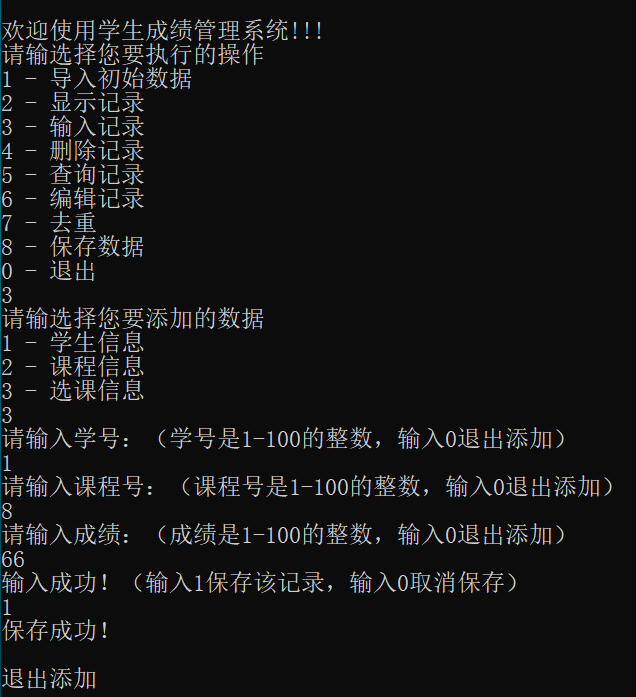 欢迎使用学生成绩管理系统!!!
请输选择您要执行的操作
1 - 导入初始数据
2 - 显示记录
3 - 输入记录
4 - 删除记录
5 - 查询记录
6 - 编辑记录
7 - 去重
8 - 保存数据
0 - 退出
3
请输选择您要添加的数据
1 - 学生信息
2 - 课程信息
3 - 选课信息
3
请输入学号：（学号是1-100的整数，输入0退出添加）
1
请输入课程号：（课程号是1-100的整数，输入0退出添加）
8
请输入成绩：（成绩是1-100的整数，输入0退出添加）
66
输入成功！（输入1保存该记录，输入0取消保存）
1
保存成功！
退出添加